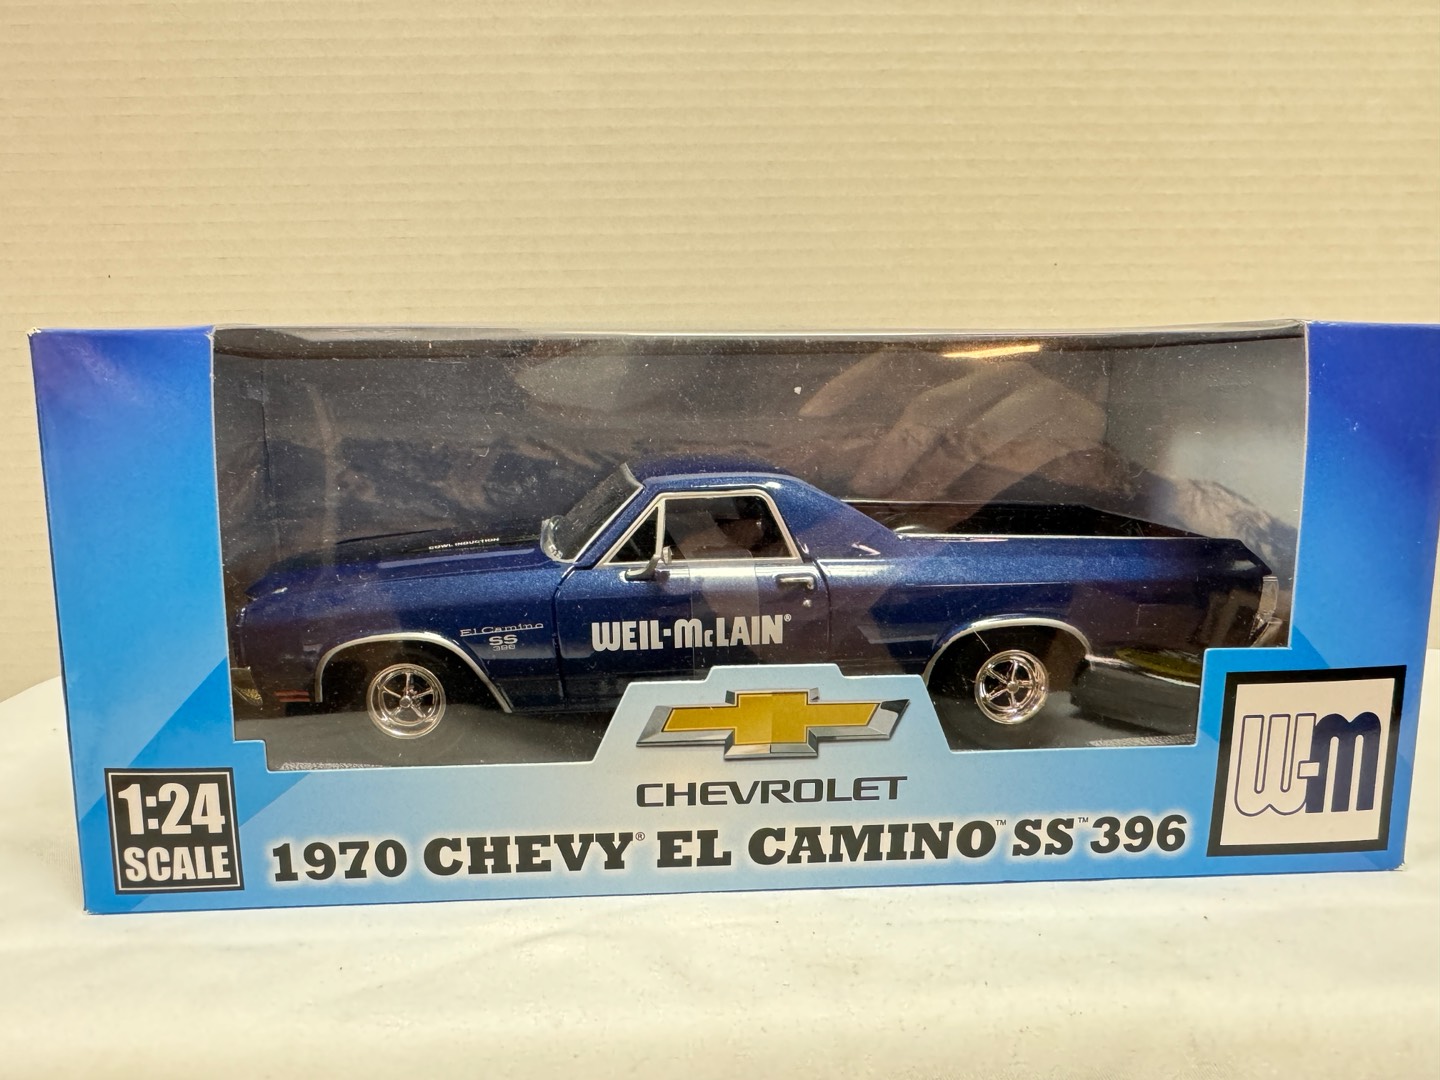 COWL INDUCTION
El Camino
SS
396
WEIL-McLAIN®
CHEVROLET
1:24
SCALE
1970 CHEVY® EL CAMINO™ SS™ 396
W-M